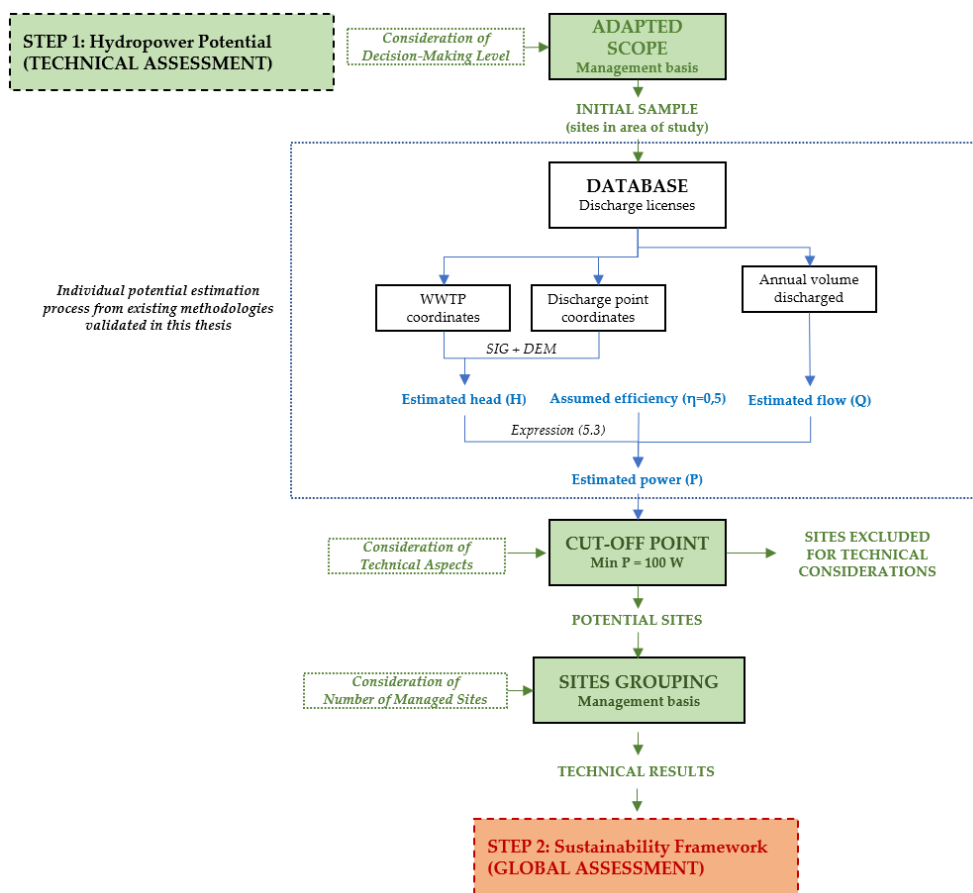 STEP 1: Hydropower Potential
(TECHNICAL ASSESSMENT)
Consideration of
Decision-Making Level
ADAPTED
SCOPE
Management basis
INITIAL SAMPLE
(sites in area of study)
DATABASE
Discharge licenses
Individual potential estimation
process from existing methodologies
validated in this thesis
WWTP
coordinates
Discharge point
coordinates
Annual volume
discharged
SIG + DEM
Estimated head (H)
Assumed efficiency (η=0,5)
Estimated flow (Q)
Expression (5.3)
Estimated power (P)
Consideration of
Technical Aspects
CUT-OFF POINT
Min P = 100 W
SITES EXCLUDED
FOR TECHNICAL
CONSIDERATIONS
POTENTIAL SITES
Consideration of
Number of Managed Sites
SITES GROUPING
Management basis
TECHNICAL RESULTS
STEP 2: Sustainability Framework
(GLOBAL ASSESSMENT)